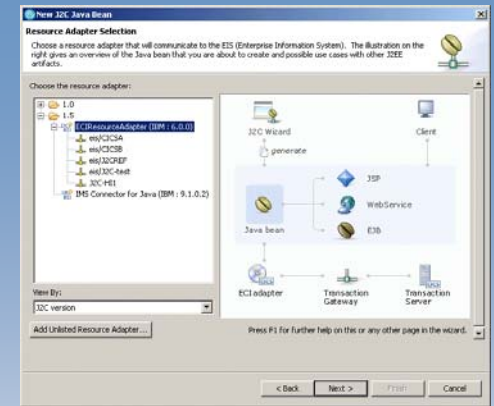 New J2C Java Bean
Resource Adapter Selection
Choose a resource adapter that will communicate to the EIS (Enterprise Information System). The illustration on the
right gives an overview of the Java bean that you are about to create and possible use cases with other J2EE
artifacts.
Choose the resource adapter:
1.0
1.5
ECIResourceAdapter (IBM : 6.0.0)
eis/CICSA
eis/CICSB
eis/J2CREF
eis/J2C-test
J2C-HI1
IMS Connector for Java (IBM : 9.1.0.2)
J2C Wizard
Client
generate
JSP
WebService
Java bean
EJB
ECI adapter
Transaction
Gateway
Transaction
Server
View By:
J2C version
Add Unlisted Resource Adapter...
Press F1 for further help on this or any other page in the wizard.
< Back
Next >
Finish
Cancel